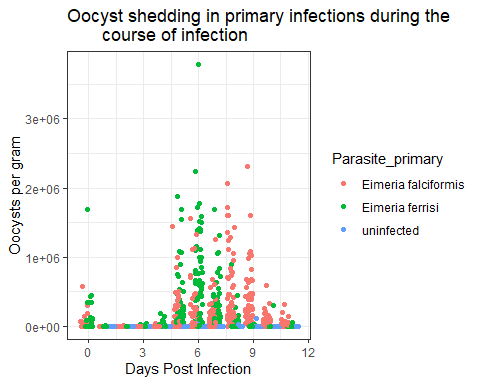 Oocyst shedding in primary infections during the
course of infection
Oocysts per gram
3e+06
2e+06
1e+06
0e+00
0 3 6 9 12
Days Post Infection
Parasite_primary
Eimeria falciformis
Eimeria ferrisi
uninfected